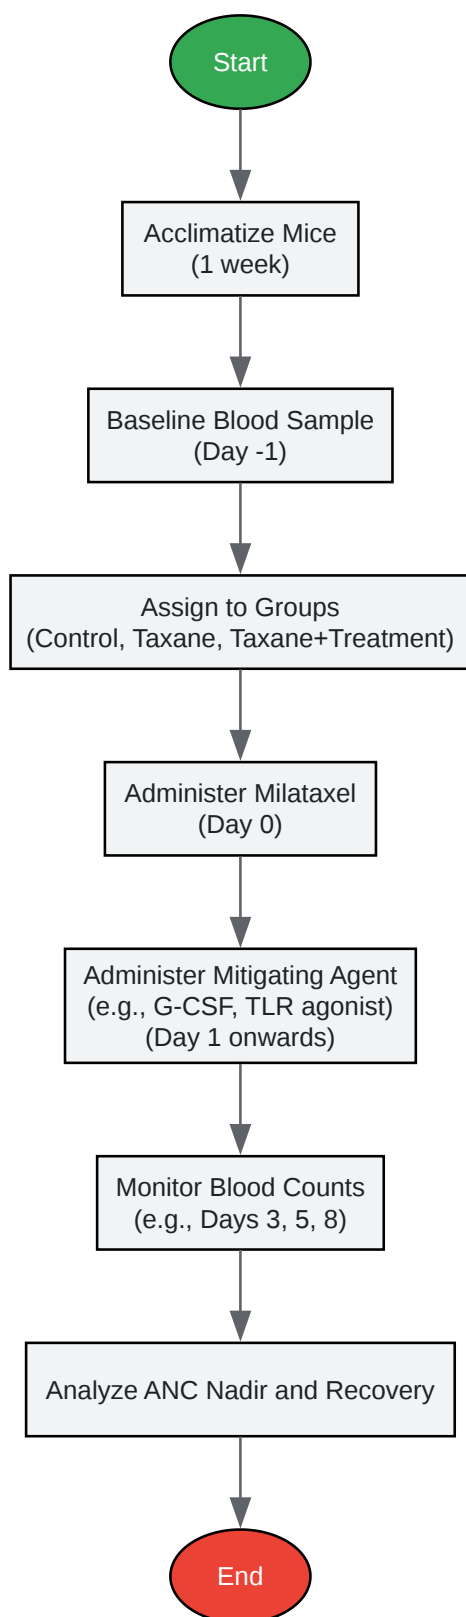 Start
Acclimatize Mice
(1 week)
Baseline Blood Sample
(Day -1)
Assign to Groups
(Control, Taxane, Taxane+Treatment)
Administer Milataxel
(Day 0)
Administer Mitigating Agent
(e.g., G-CSF, TLR agonist)
(Day 1 onwards)
Monitor Blood Counts
(e.g., Days 3, 5, 8)
Analyze ANC Nadir and Recovery
End